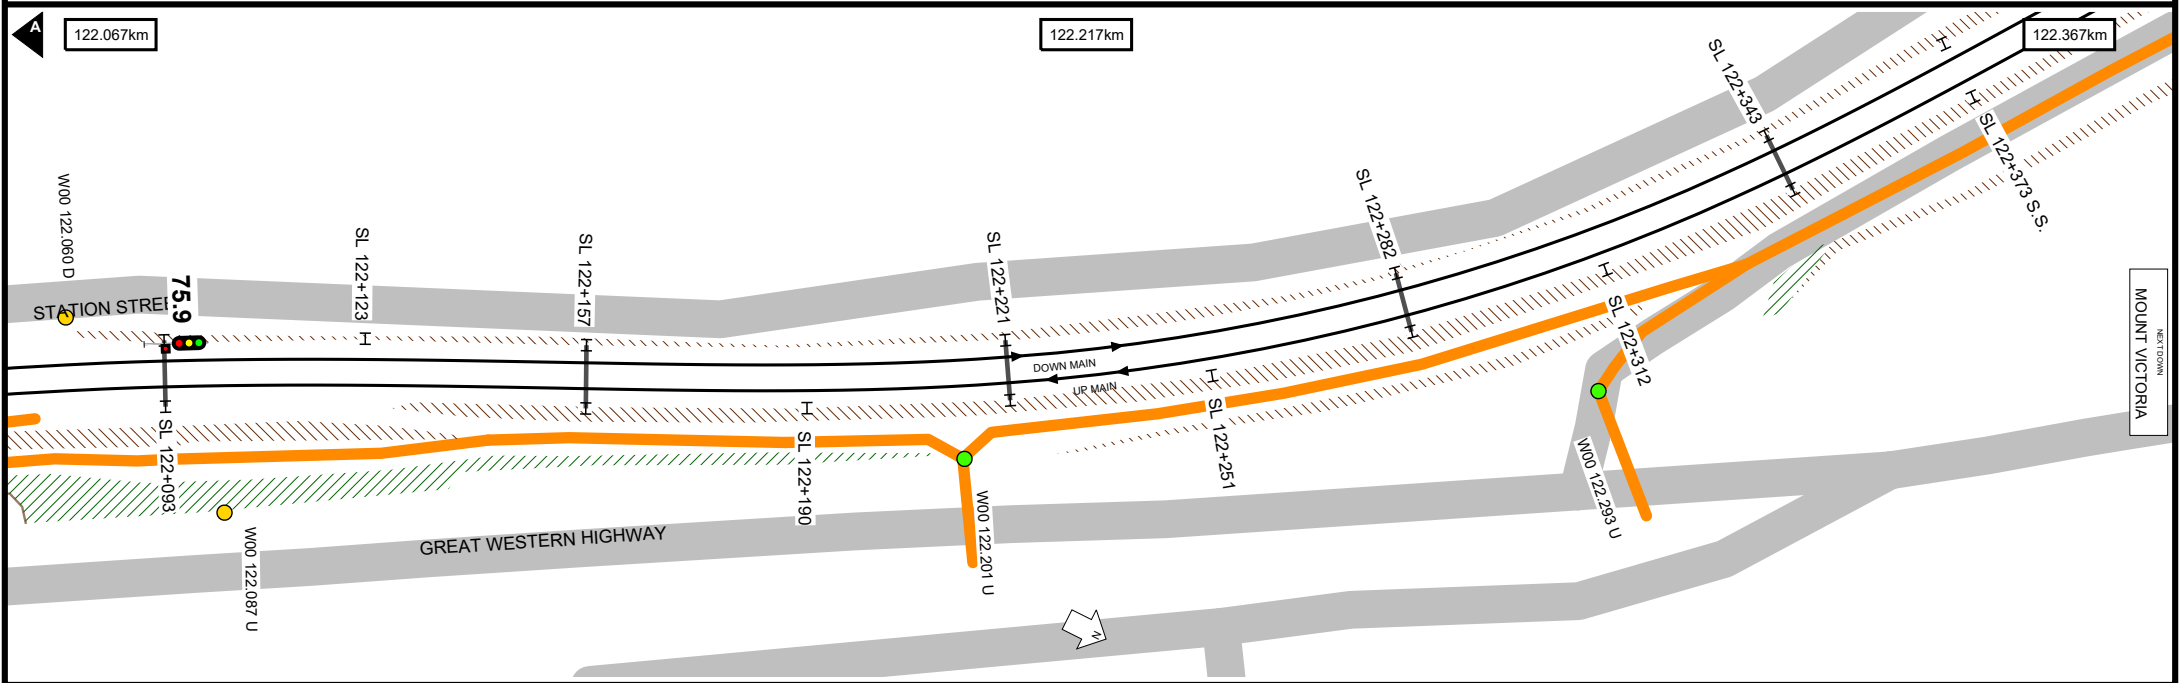 A
122.067km
122.217km
122.367km
SL 122+343
SL 122+373 S.S.
SL 122+282
W00 122.060 D
SL 122+123
SL 122+157
SL 122+221
STATION STREE
75.9
DOWN MAIN
UP MAIN
SL 122+312
NEXT DOWN
MOUNT VICTORIA
SL 122+093
SL 122+190
SL 122+251
W00 122.293 U
W00 122.201 U
W00 122.087 U
GREAT WESTERN HIGHWAY
N